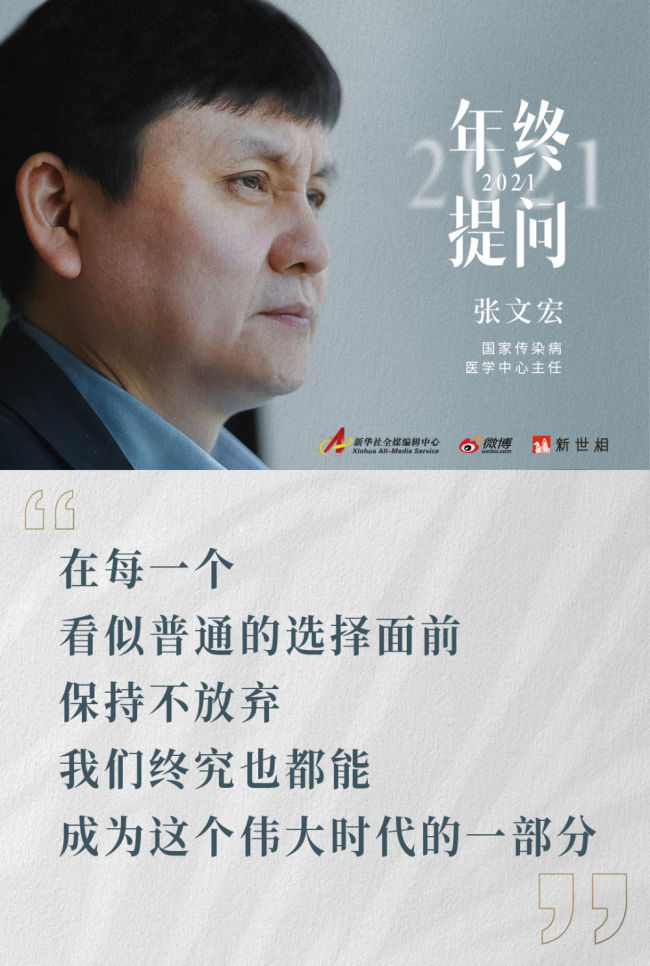 年终
2021
2021
提问
张文宏
国家传染病
医学中心主任
新华社全媒编辑中心
Xinhua All-Media Service
微博
weibo.com
新世相
“
在每一个
看似普通的选择面前
保持不放弃
我们终究也都能
成为这个伟大时代的一部分
”